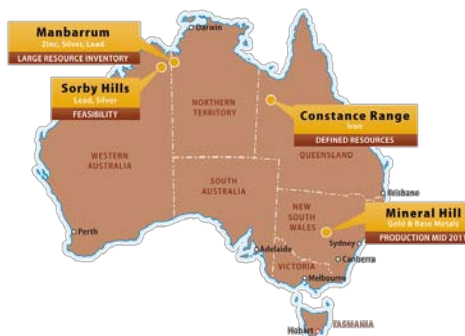 Manbarrum
Zinc, Silver, Lead
LARGE RESOURCE INVENTORY
Darwin
Sorby Hills
Lead, Silver
FEASIBILITY
NORTHERN
TERRITORY
Constance Range
Iron
DEFINED RESOURCES
QUEENSLAND
WESTERN
AUSTRALIA
SOUTH
AUSTRALIA
Brisbane
NEW
SOUTH
WALES
Mineral Hill
Gold & Base Metals
PRODUCTION MID 2011
Perth
Adelaide
Sydney
Canberra
VICTORIA
Melbourne
Hobart
TASMANIA